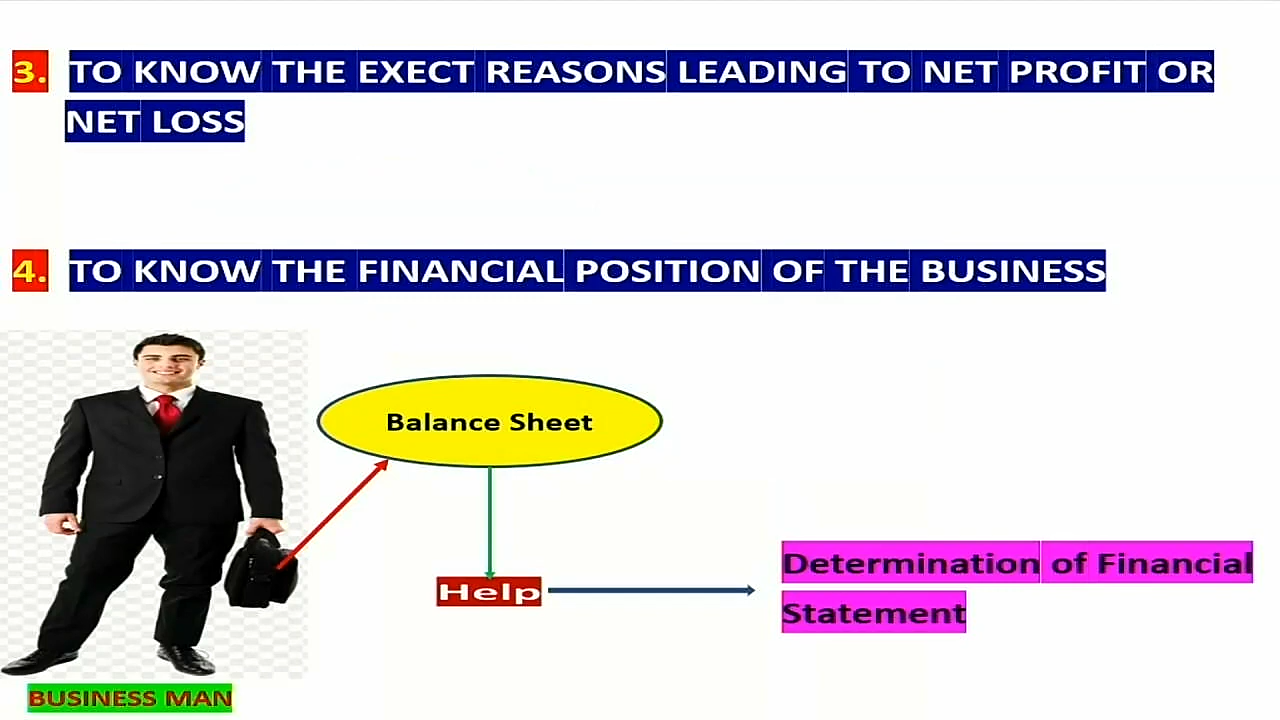 3. TO KNOW THE EXECT REASONS LEADING TO NET PROFIT OR
NET LOSS
4. TO KNOW THE FINANCIAL POSITION OF THE BUSINESS
Balance Sheet
Help
Determination of Financial
Statement
BUSINESS MAN